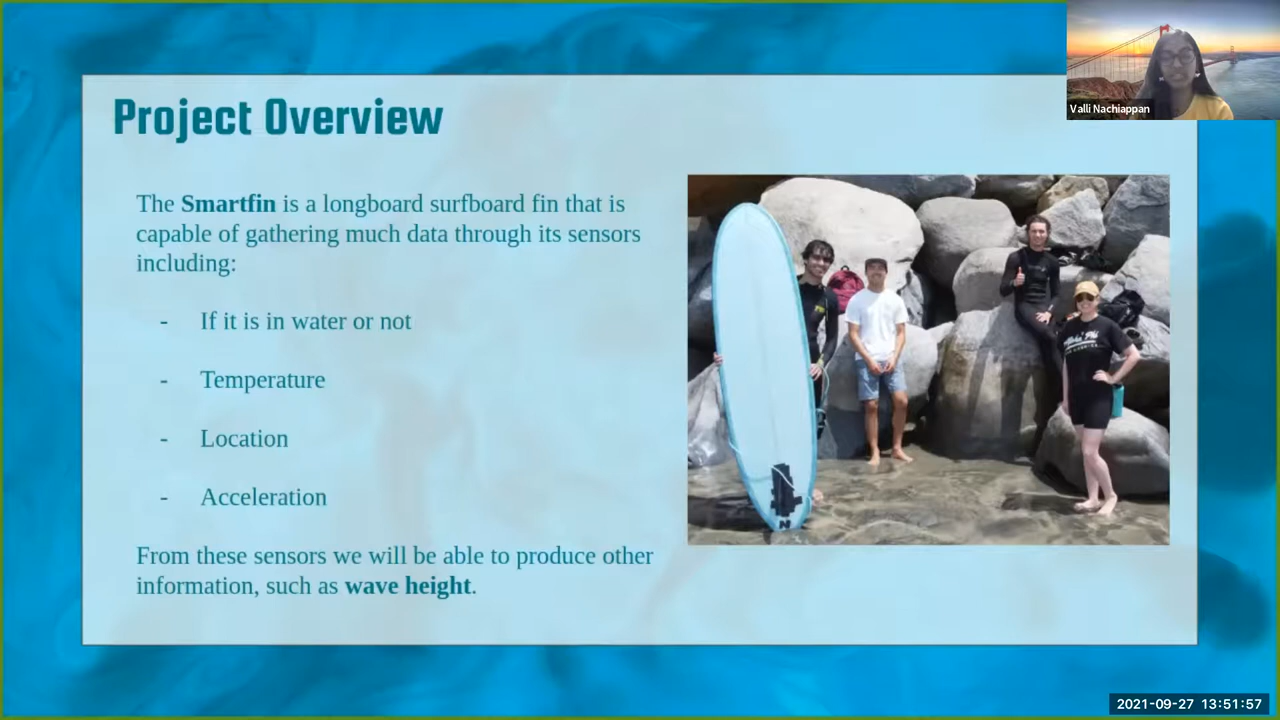 Project Overview
Valli Nachiappan
The Smartfin is a longboard surfboard fin that is
capable of gathering much data through its sensors
including:
- If it is in water or not
- Temperature
- Location
- Acceleration
From these sensors we will be able to produce other
information, such as wave height.
2021-09-27 13:51:57